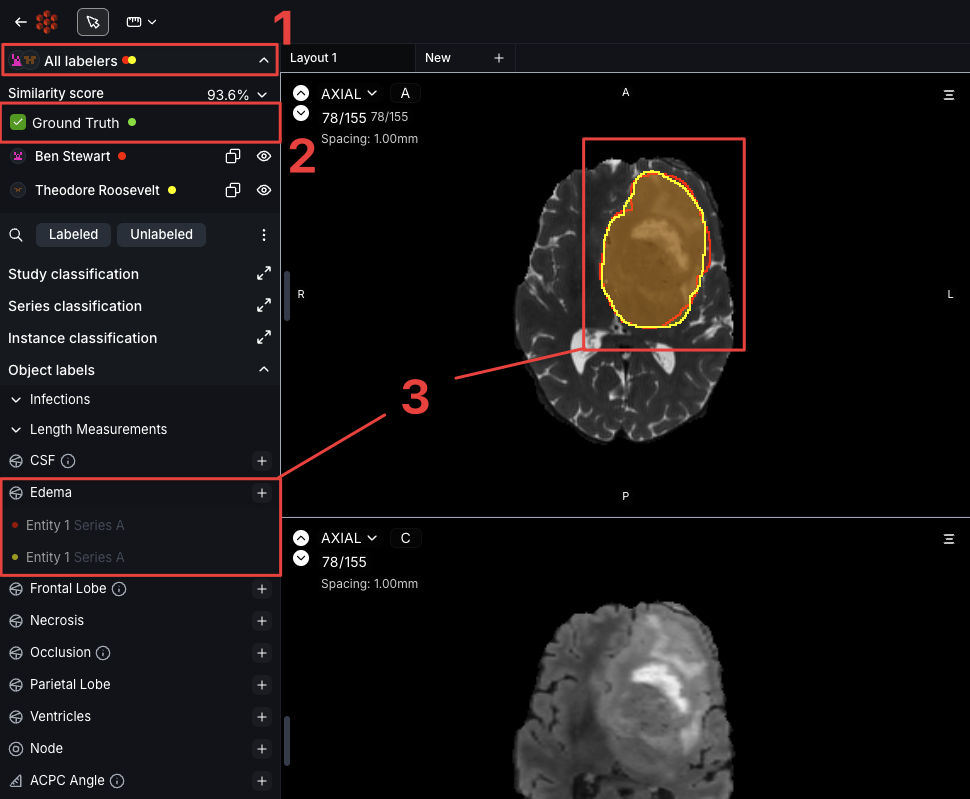 1
All labelers
Similarity score 93.6%
Ground Truth
2
Ben Stewart
Theodore Roosevelt
Labeled Unlabeled
Study classification
Series classification
Instance classification
Object labels
Infections
Length Measurements
CSF
3
Edema
Entity 1 Series A
Entity 1 Series A
Frontal Lobe
Necrosis
Occlusion
Parietal Lobe
Ventricles
Node
ACPC Angle
Layout 1 New
AXIAL A
78/155 78/155
Spacing: 1.00mm
A
R
L
P
AXIAL C
78/155
Spacing: 1.00mm